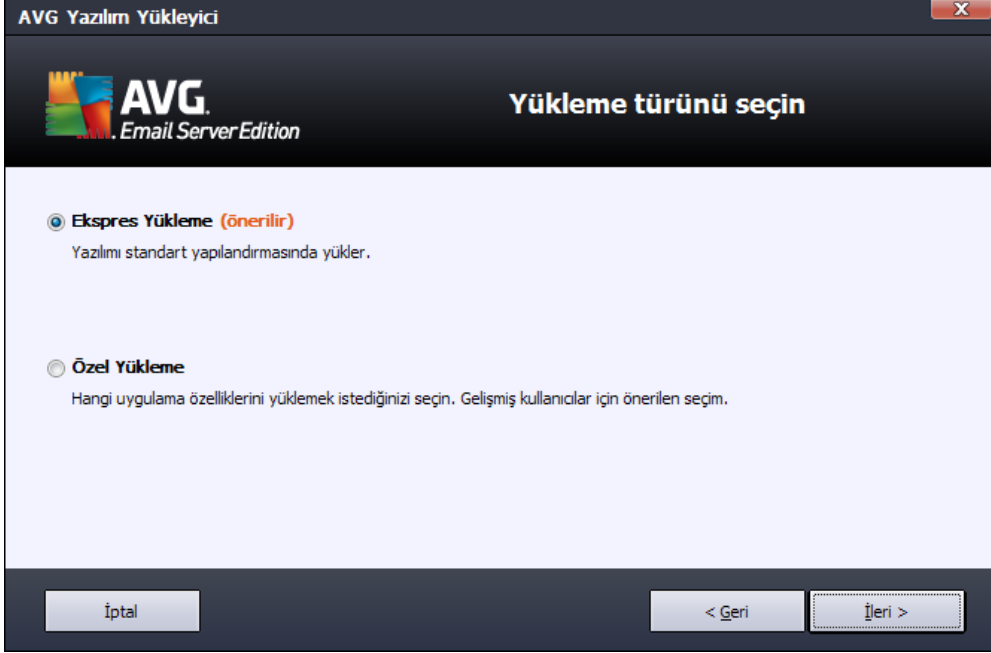 AVG Yazılım Yükleyici
X
AVG.
Email Server Edition
Yükleme türünü seçin
Ekspres Yükleme (önerilir)
Yazılımı standart yapılandırmasında yükler.
Özel Yükleme
Hangi uygulama özelliklerini yüklemek istediğinizi seçin. Gelişmiş kullanıcılar için önerilen seçim.
İptal
< Geri
İleri >